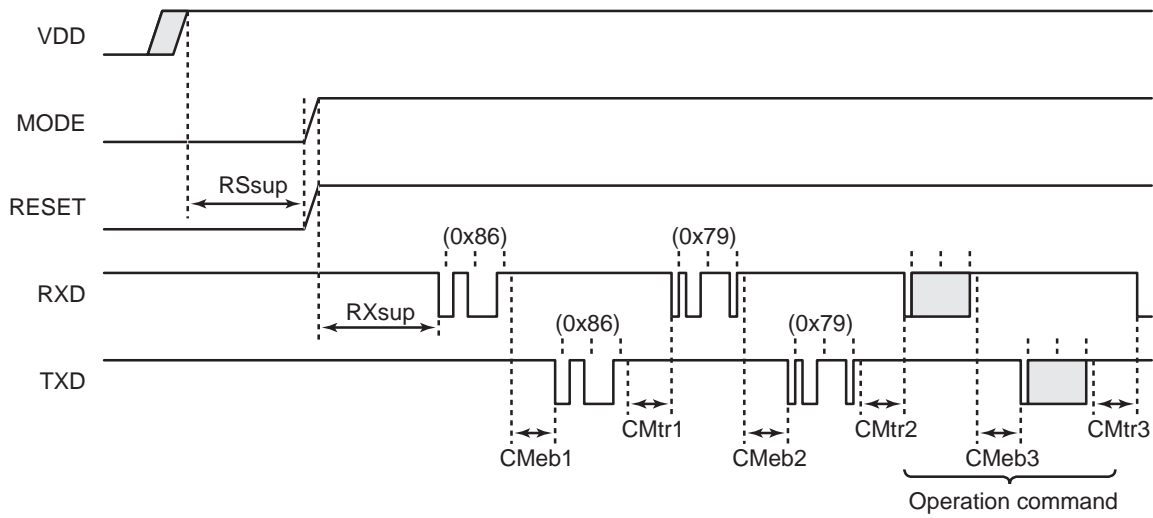 VDD
MODE
RSsup
RESET
(0x86)
(0x79)
RXD
RXsup
(0x86)
(0x79)
TXD
CMtr1
CMtr2
CMtr3
CMeb1
CMeb2
CMeb3
Operation command